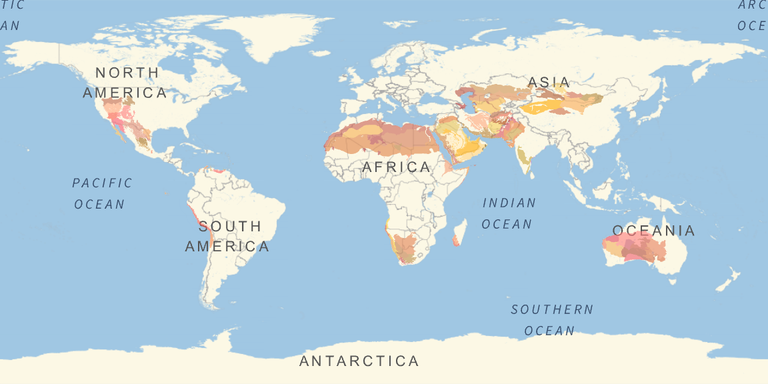 TIC
AN
ARC
OCE
NORTH
AMERICA
ASIA
AFRICA
PACIFIC
OCEAN
INDIAN
OCEAN
SOUTH
AMERICA
OCEANIA
SOUTHERN
OCEAN
ANTARCTICA